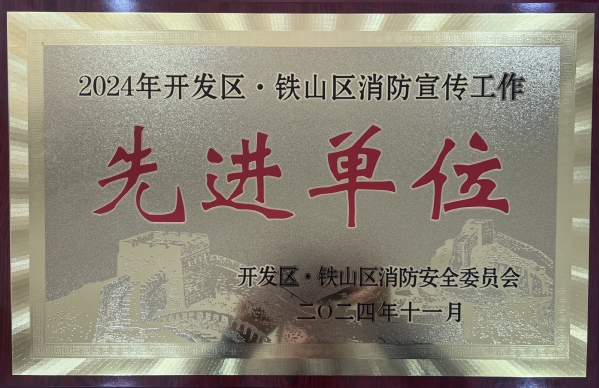 2024年开发区·铁山区消防宣传工作
先进单位
开发区·铁山区消防安全委员会
二〇二四年十一月